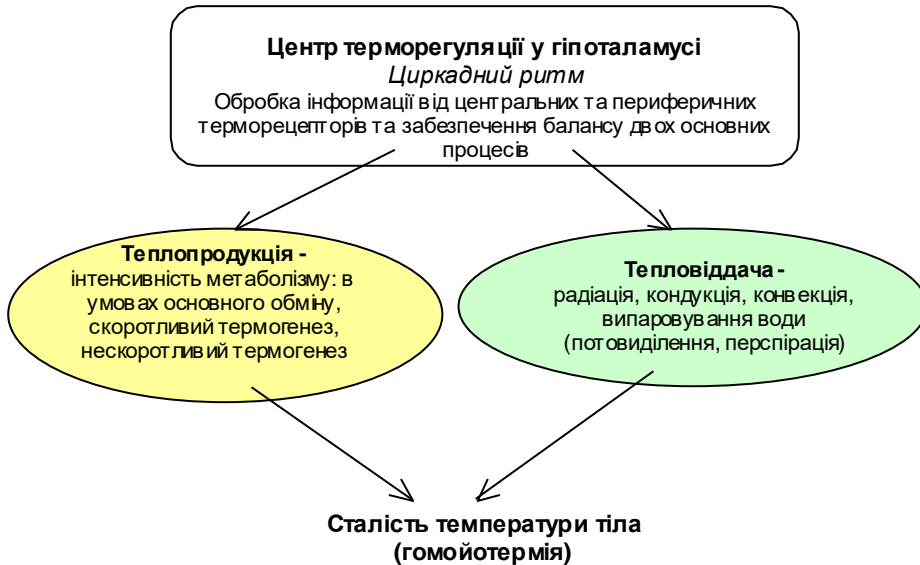 Центр терморегуляції у гіпоталамусі
Циркадний ритм
Обробка інформації від центральних та периферичних
терморецепторів та забезпечення балансу двох основних
процесів
Теплопродукція -
інтенсивність метаболізму: в
умовах основного обміну,
скоротливий термогенез,
нескоротливий термогенез
Тепловіддача -
радіація, кондукція, конвекція,
випаровування води
(потовиділення, перспірація)
Сталість температури тіла
(гомойотермія)